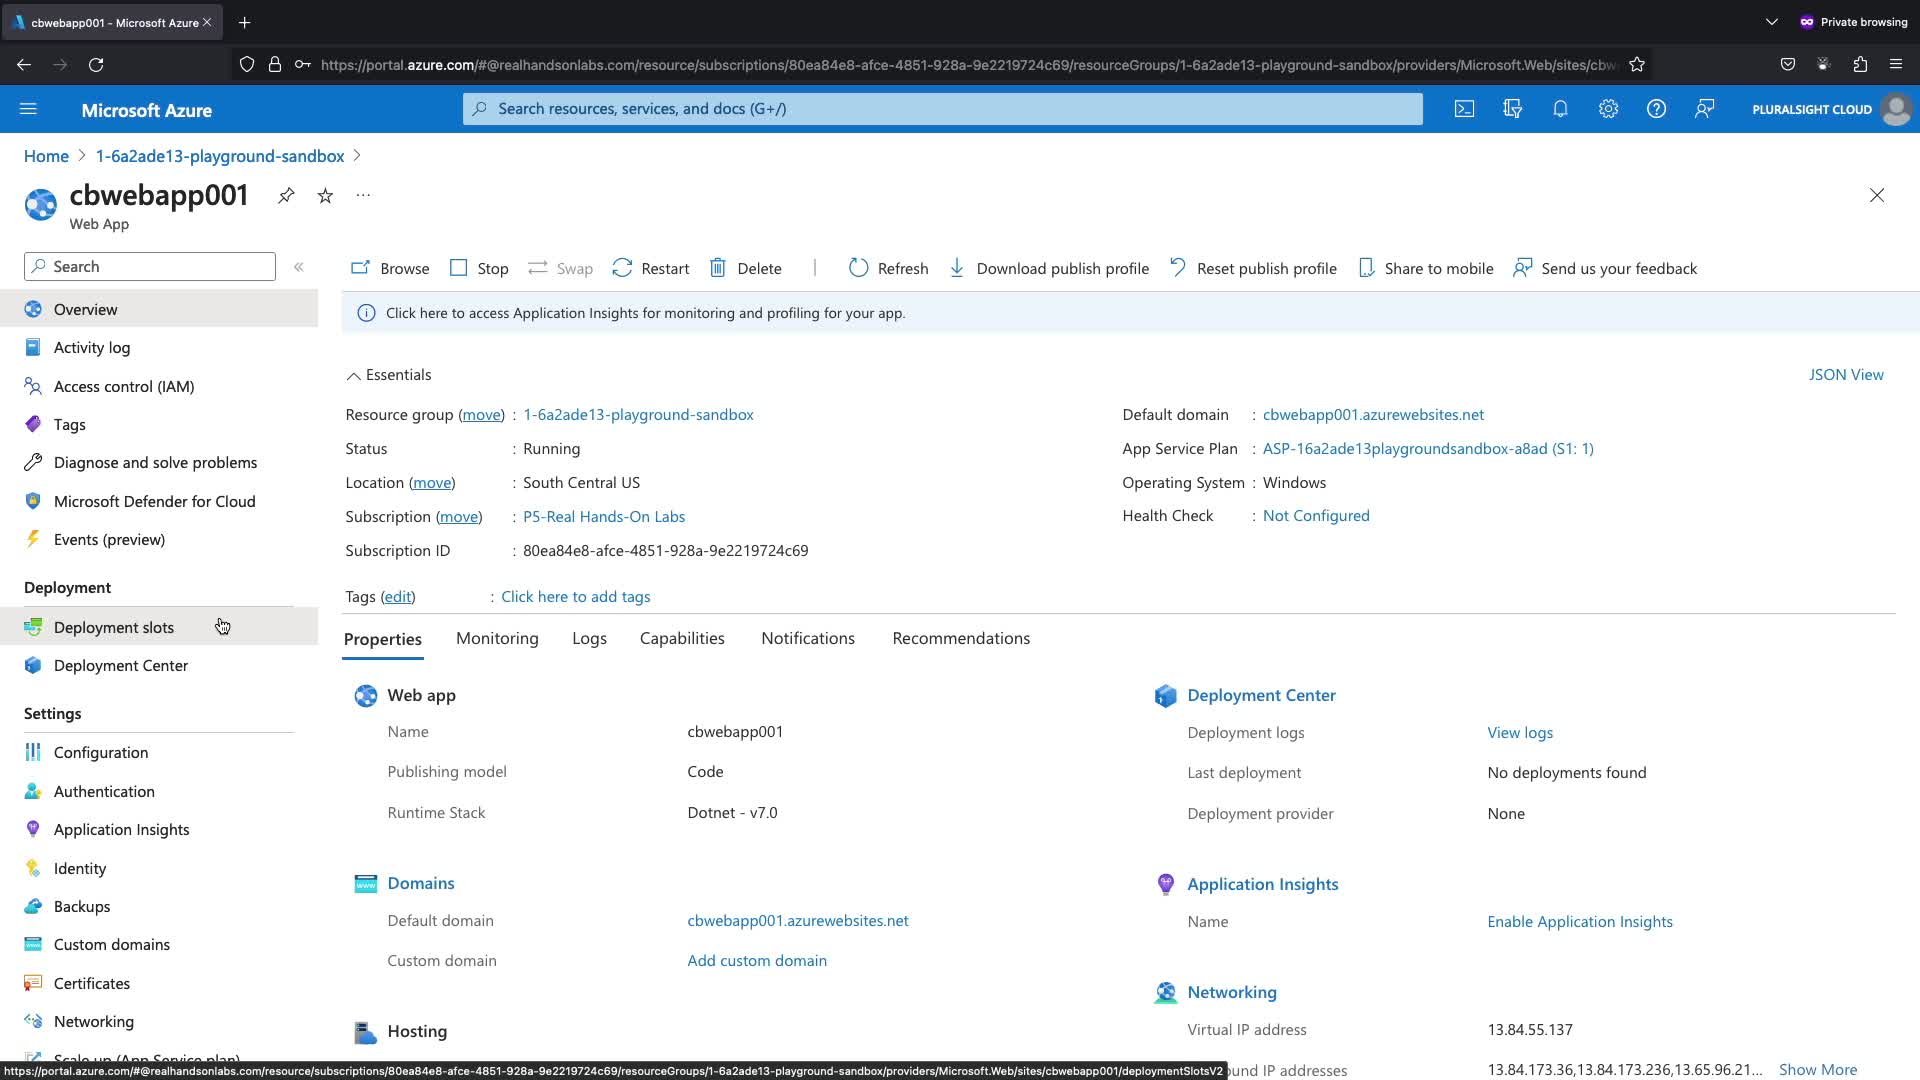 cbwebapp001 - Microsoft Azure
Private browsing
https://portal.azure.com/#@realhandsonlabs.com/resource/subscriptions/80ea84e8-afce-4851-928a-9e2219724c69/resourceGroups/1-6a2ade13-playground-sandbox/providers/Microsoft.Web/sites/cbw
Microsoft Azure
Search resources, services, and docs (G+/)
PLURALSIGHT CLOUD
Home > 1-6a2ade13-playground-sandbox >
cbwebapp001
Web App
Search
Browse Stop Swap Restart Delete | Refresh Download publish profile Reset publish profile Share to mobile Send us your feedback
Click here to access Application Insights for monitoring and profiling for your app.
Overview
Activity log
Access control (IAM)
Tags
Diagnose and solve problems
Microsoft Defender for Cloud
Events (preview)
Deployment
Deployment slots
Deployment Center
Settings
Configuration
Authentication
Application Insights
Identity
Backups
Custom domains
Certificates
Networking
Scale up (App Service plan)
Essentials
JSON View
Resource group (move) : 1-6a2ade13-playground-sandbox
Status : Running
Location (move) : South Central US
Subscription (move) : P5-Real Hands-On Labs
Subscription ID : 80ea84e8-afce-4851-928a-9e2219724c69
Default domain : cbwebapp001.azurewebsites.net
App Service Plan : ASP-16a2ade13playgroundsandbox-a8ad (S1: 1)
Operating System : Windows
Health Check : Not Configured
Tags (edit) : Click here to add tags
Properties Monitoring Logs Capabilities Notifications Recommendations
Web app
Name cbwebapp001
Publishing model Code
Runtime Stack Dotnet - v7.0
Domains
Default domain cbwebapp001.azurewebsites.net
Custom domain Add custom domain
Hosting
Deployment Center
Deployment logs View logs
Last deployment No deployments found
Deployment provider None
Application Insights
Name Enable Application Insights
Networking
Virtual IP address 13.84.55.137
ound IP addresses 13.84.173.36,13.84.173.236,13.65.96.21... Show More
https://portal.azure.com/#@realhandsonlabs.com/resource/subscriptions/80ea84e8-afce-4851-928a-9e2219724c69/resourceGroups/1-6a2ade13-playground-sandbox/providers/Microsoft.Web/sites/cbwebapp001/deploymentSlotsV2